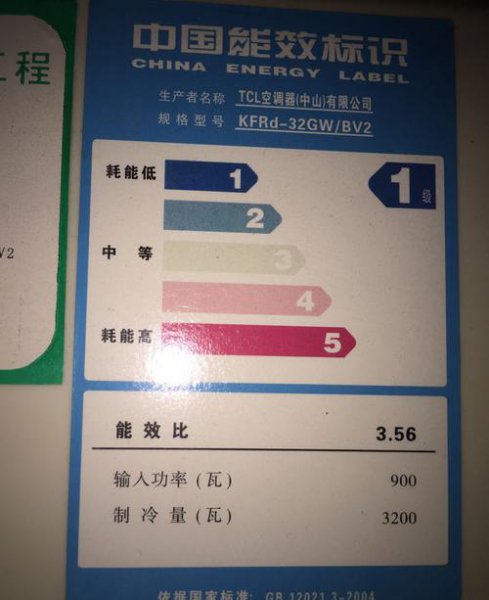 工程
V2
中国能效标识
CHINA ENERGY LABEL
生产者名称 TCL空调器(中山)有限公司
规格型号 KFRd-32GW/BV2
耗能低 1 1级
2
中 等 3
4
耗能高 5
能效比 3.56
输入功率(瓦) 900
制冷量(瓦) 3200
依据国家标准: GB 12021.3-2004